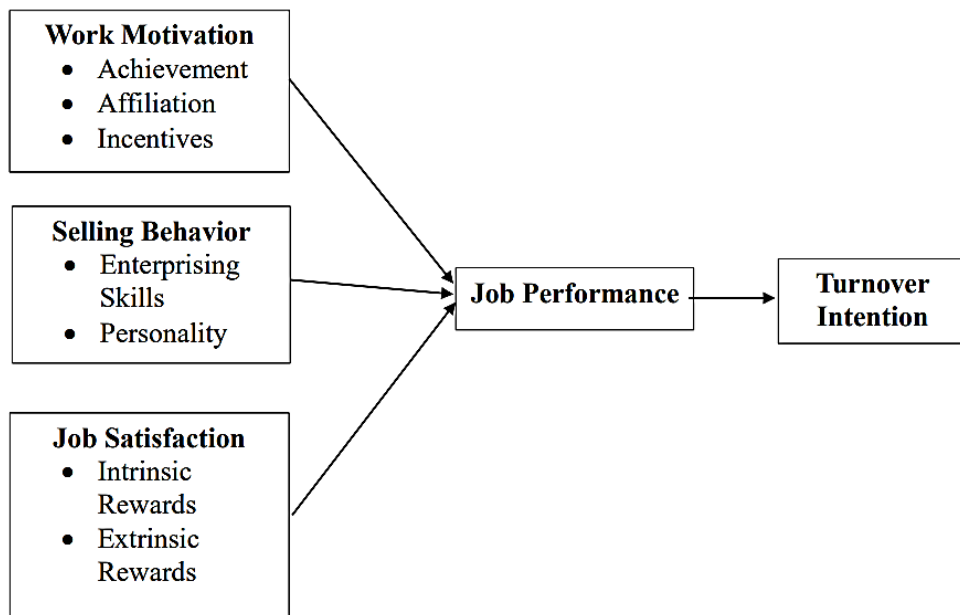 Work Motivation
• Achievement
• Affiliation
• Incentives
Selling Behavior
• Enterprising
Skills
• Personality
Job Satisfaction
• Intrinsic
Rewards
• Extrinsic
Rewards
Job Performance
Turnover
Intention